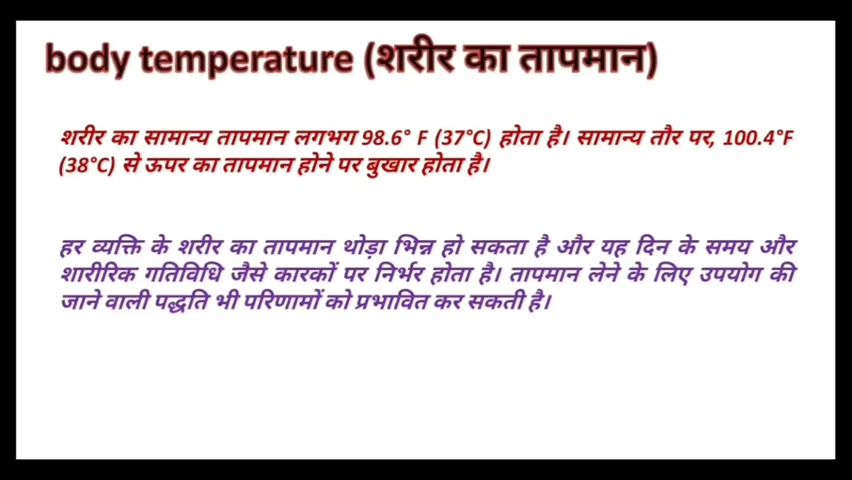 body temperature (शरीर का तापमान)
शरीर का सामान्य तापमान लगभग 98.6° F (37°C) होता है। सामान्य तौर पर, 100.4°F
(38°C) से ऊपर का तापमान होने पर बुखार होता है।
हर व्यक्ति के शरीर का तापमान थोड़ा भिन्न हो सकता है और यह दिन के समय और
शारीरिक गतिविधि जैसे कारकों पर निर्भर होता है। तापमान लेने के लिए उपयोग की
जाने वाली पद्धति भी परिणामों को प्रभावित कर सकती है।